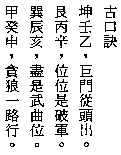 古口訣
坤壬乙，巨門從頭出。
艮丙辛，位位是破軍。
巽辰亥，盡是武曲位。
甲癸申，貪狼一路行。